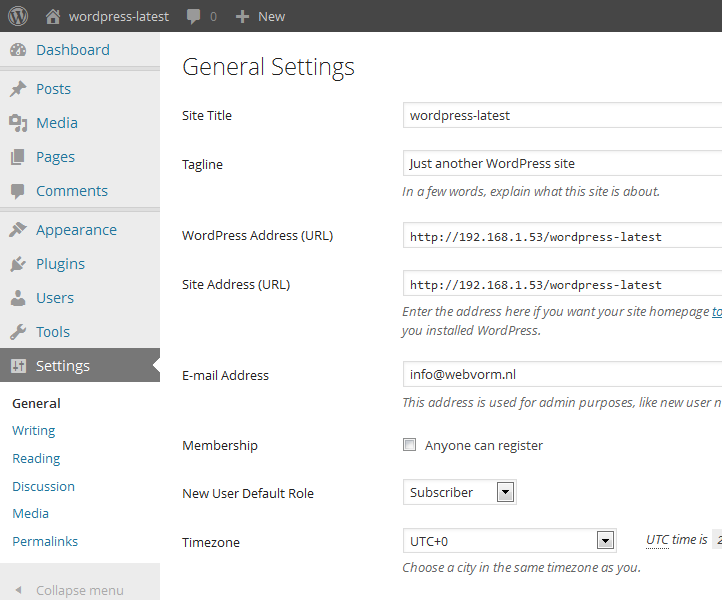 wordpress-latest 0 New
Dashboard
Posts
Media
Pages
Comments
Appearance
Plugins
Users
Tools
Settings
General
Writing
Reading
Discussion
Media
Permalinks
Collapse menu
General Settings
Site Title wordpress-latest
Tagline Just another WordPress site
In a few words, explain what this site is about.
WordPress Address (URL) http://192.168.1.53/wordpress-latest
Site Address (URL) http://192.168.1.53/wordpress-latest
Enter the address here if you want your site homepage to
you installed WordPress.
E-mail Address info@webvorm.nl
This address is used for admin purposes, like new user n
Membership Anyone can register
New User Default Role Subscriber
Timezone UTC+0 UTC time is 2
Choose a city in the same timezone as you.